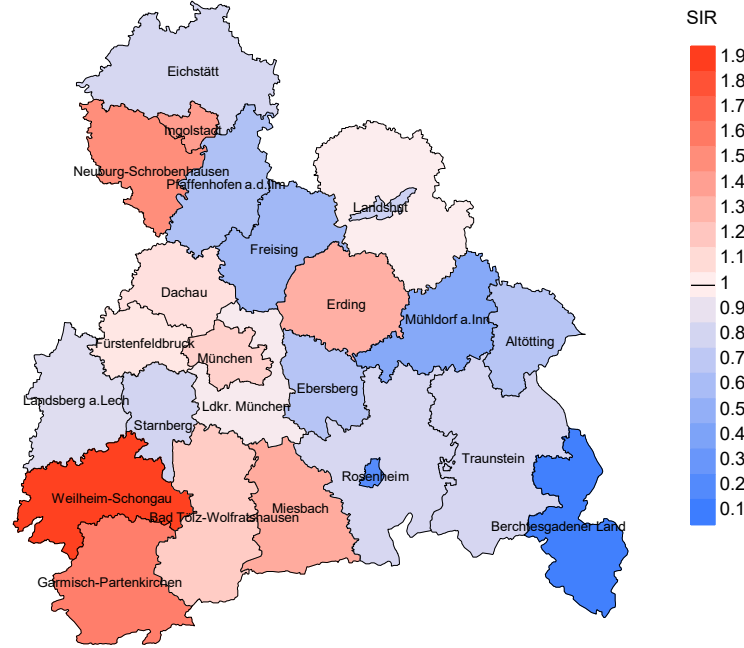 SIR
Eichstätt
Ingolstadt
Neuburg-Schrobenhausen
Pfaffenhofen a.d.Ilm
Landshut
Freising
Dachau
Erding
Mühldorf a.Inn
Altötting
Fürstenfeldbruck
München
Ebersberg
Landsberg a.Lech
Ldkr. München
Starnberg
Rosenheim
Traunstein
Weilheim-Schongau
Miesbach
Bad Tölz-Wolfratshausen
Berchtesgadener Land
Garmisch-Partenkirchen
1.9
1.8
1.7
1.6
1.5
1.4
1.3
1.2
1.1
1
0.9
0.8
0.7
0.6
0.5
0.4
0.3
0.2
0.1